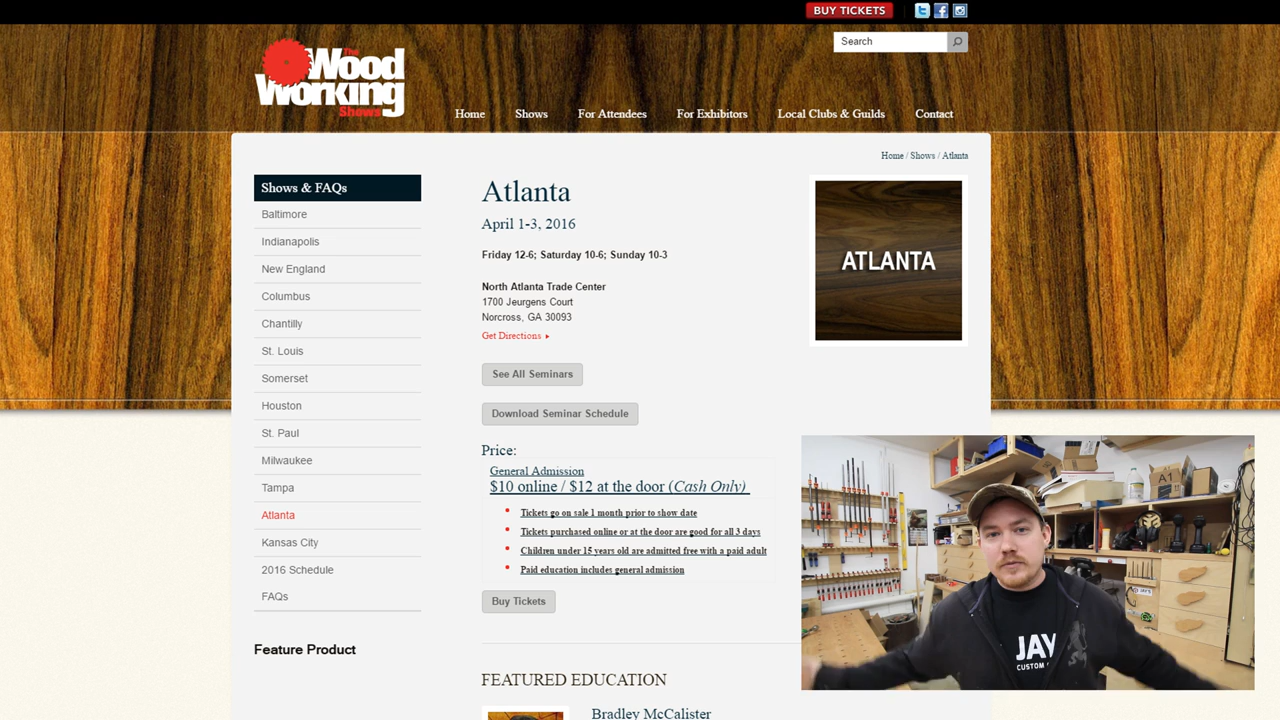 BUY TICKETS
Search
The
Wood
Working
Shows
Home
Shows
For Attendees
For Exhibitors
Local Clubs & Guilds
Contact
Home / Shows / Atlanta
Shows & FAQs
Baltimore
Indianapolis
New England
Columbus
Chantilly
St. Louis
Somerset
Houston
St. Paul
Milwaukee
Tampa
Atlanta
Kansas City
2016 Schedule
FAQs
Feature Product
Atlanta
April 1-3, 2016
Friday 12-6; Saturday 10-6; Sunday 10-3
North Atlanta Trade Center
1700 Jeurgens Court
Norcross, GA 30093
Get Directions
See All Seminars
Download Seminar Schedule
Price:
General Admission
$10 online / $12 at the door (Cash Only)
Tickets go on sale 1 month prior to show date
Tickets purchased online or at the door are good for all 3 days
Children under 15 years old are admitted free with a paid adult
Paid education includes general admission
Buy Tickets
FEATURED EDUCATION
Bradley McCalister
ATLANTA
A1
JAY
CUSTOM